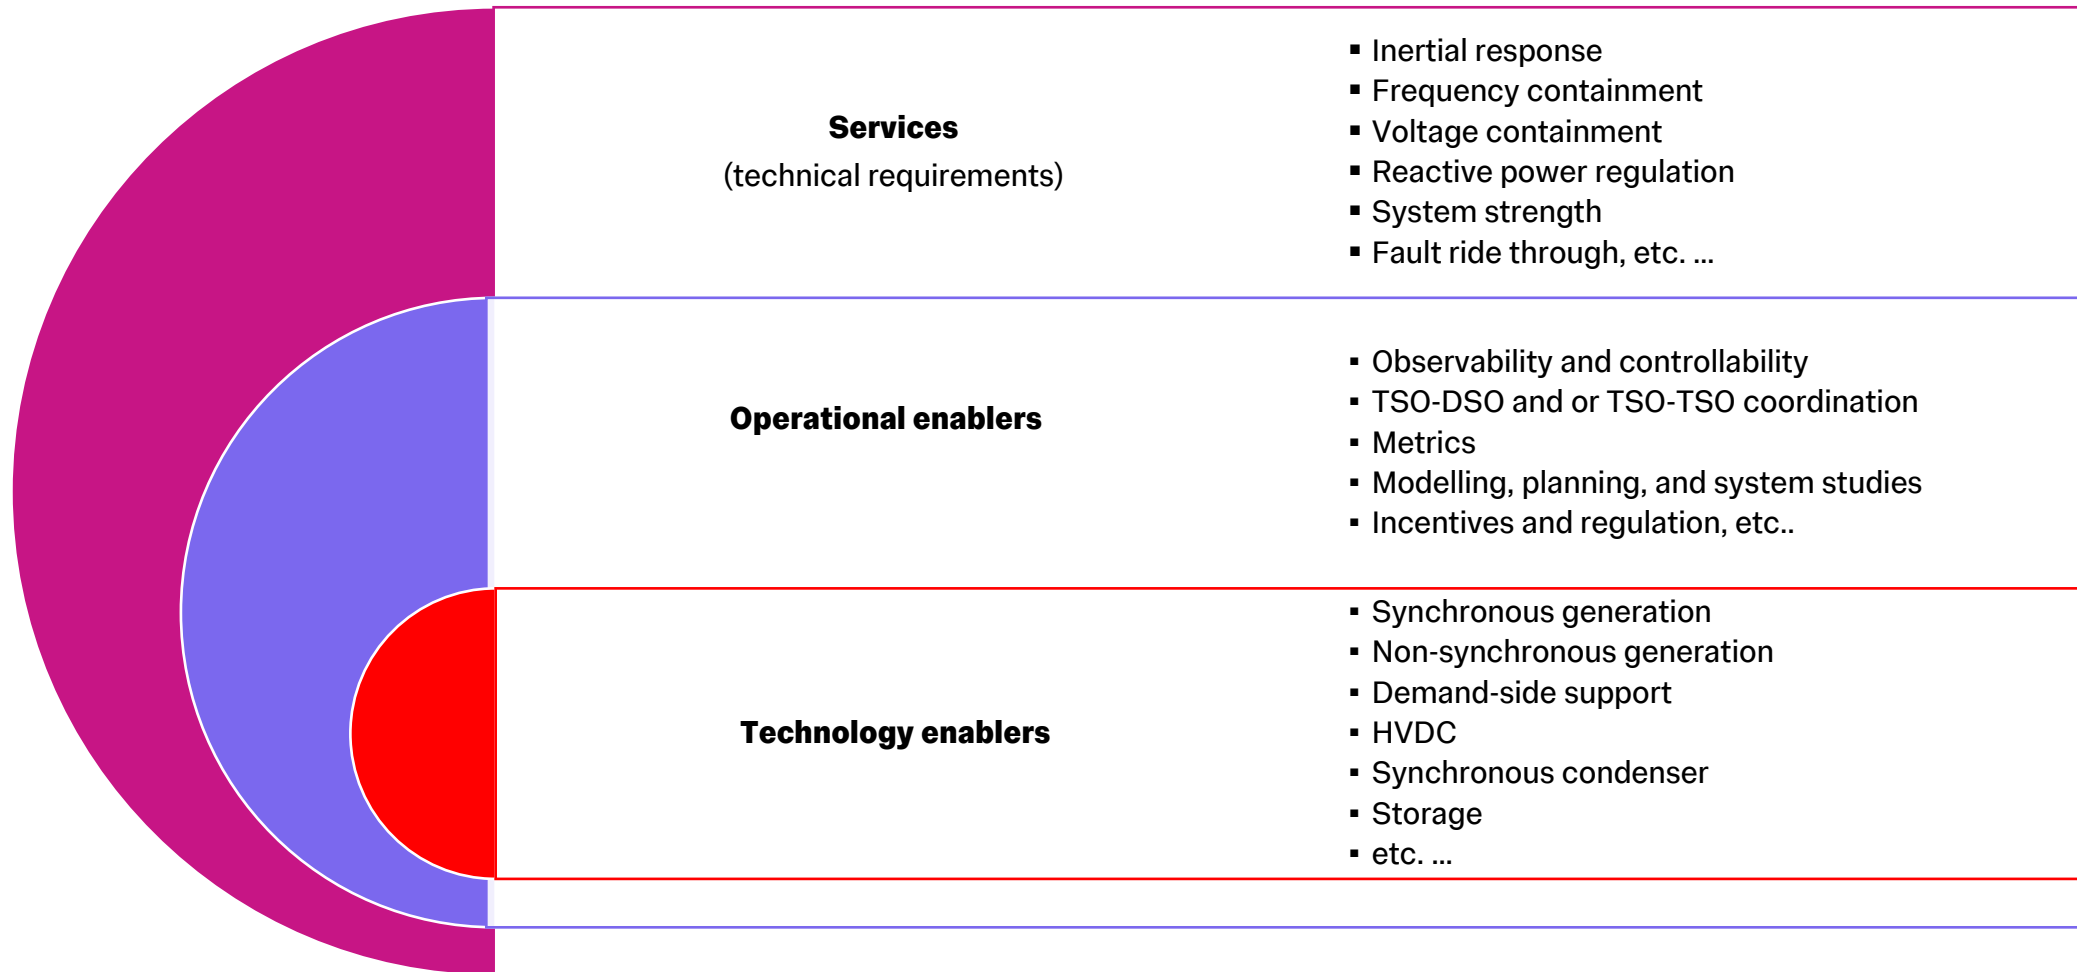 Services
(technical requirements)
▪ Inertial response
▪ Frequency containment
▪ Voltage containment
▪ Reactive power regulation
▪ System strength
▪ Fault ride through, etc. ...
Operational enablers
▪ Observability and controllability
▪ TSO-DSO and or TSO-TSO coordination
▪ Metrics
▪ Modelling, planning, and system studies
▪ Incentives and regulation, etc..
Technology enablers
▪ Synchronous generation
▪ Non-synchronous generation
▪ Demand-side support
▪ HVDC
▪ Synchronous condenser
▪ Storage
▪ etc. ...